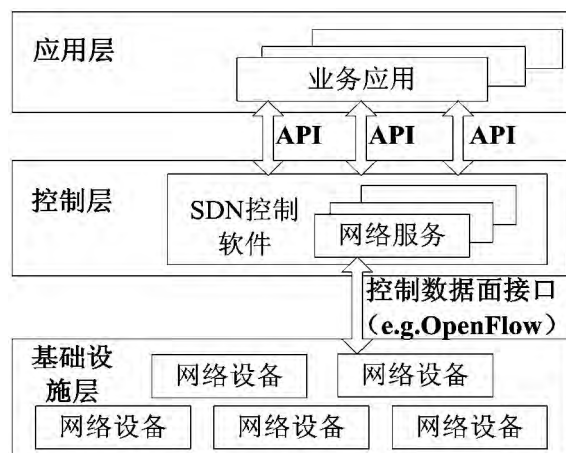 应用层
业务应用
API API API
控制层
SDN控制
软件
网络服务
控制数据面接口
（e.g.OpenFlow）
基础设
施层
网络设备 网络设备
网络设备 网络设备 网络设备